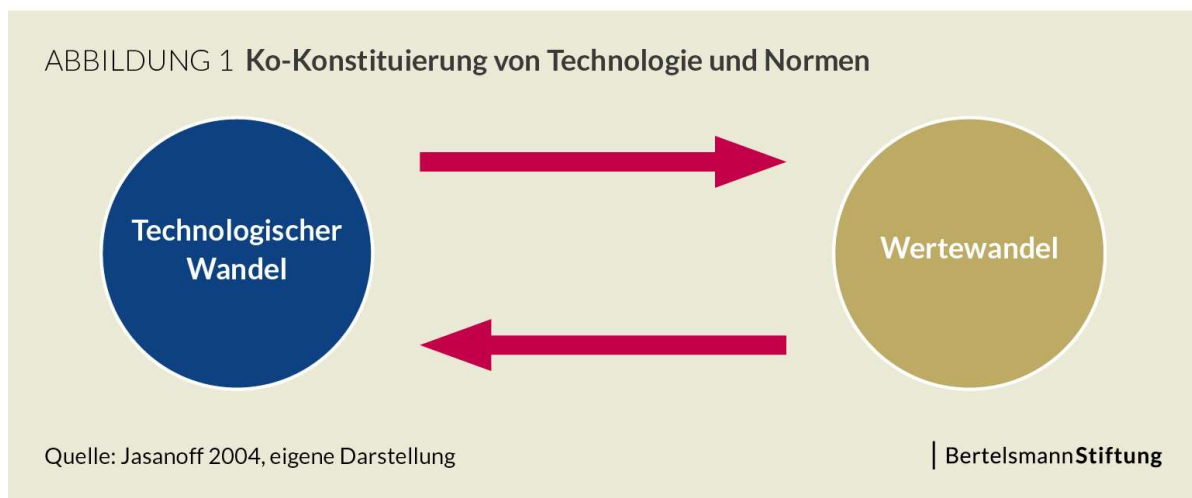 ABBILDUNG 1 Ko-Konstituierung von Technologie und Normen
Technologischer
Wandel
Wertewandel
Quelle: Jasanoff 2004, eigene Darstellung
BertelsmannStiftung